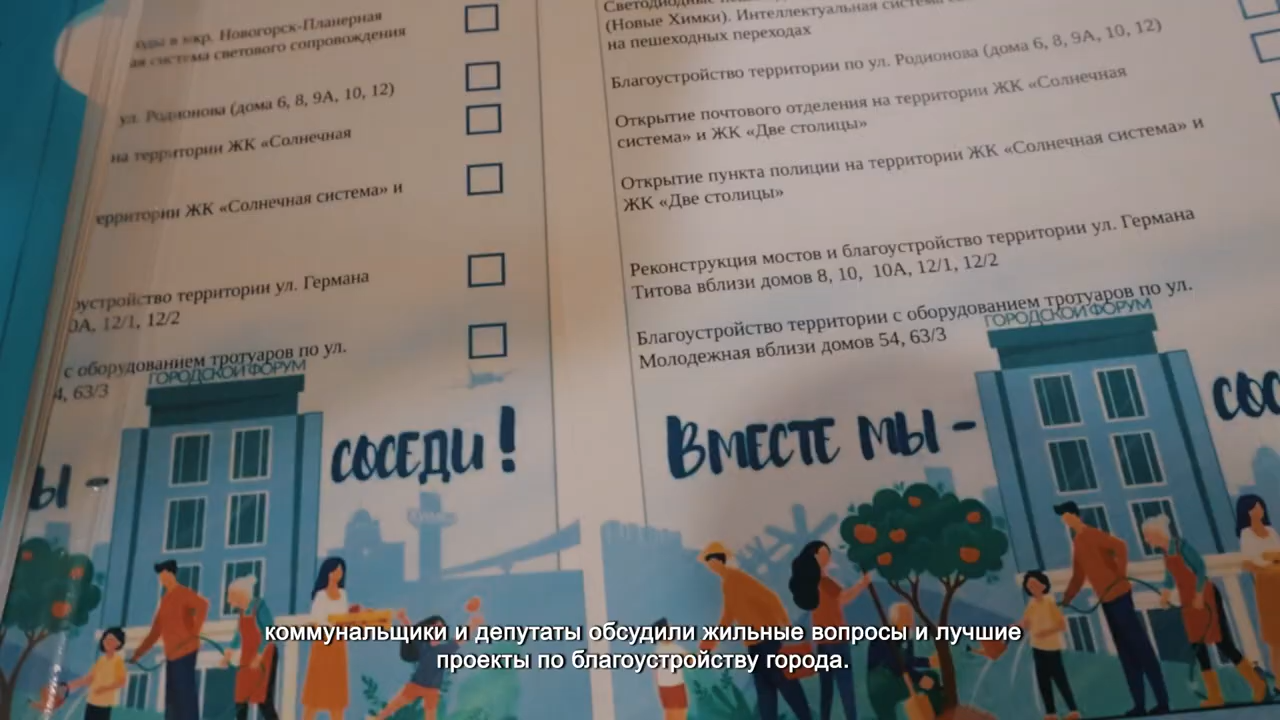 оды в мкр. Новогорск-Планерная
ая система светового сопровождения
ул. Родионова (дома 6, 8, 9А, 10, 12)
на территории ЖК «Солнечная
ерритории ЖК «Солнечная система» и
оустройство территории ул. Германа
0А, 12/1, 12/2
с оборудованием тротуаров по ул.
4, 63/3
ГОРОДСКОЙ ФОРУМ
Ы - СОСЕДИ!
(Новые Химки). Интеллектуальная система
на пешеходных переходах
Благоустройство территории по ул. Родионова (дома 6, 8, 9А, 10, 12)
Открытие почтового отделения на территории ЖК «Солнечная
система» и ЖК «Две столицы»
Открытие пункта полиции на территории ЖК «Солнечная система» и
ЖК «Две столицы»
Реконструкция мостов и благоустройство территории ул. Германа
Титова вблизи домов 8, 10, 10А, 12/1, 12/2
Благоустройство территории с оборудованием тротуаров по ул.
Молодежная вблизи домов 54, 63/3
ГОРОДСКОЙ ФОРУМ
ВМЕСТЕ МЫ - СОС
коммунальщики и депутаты обсудили жильные вопросы и лучшие
проекты по благоустройству города.